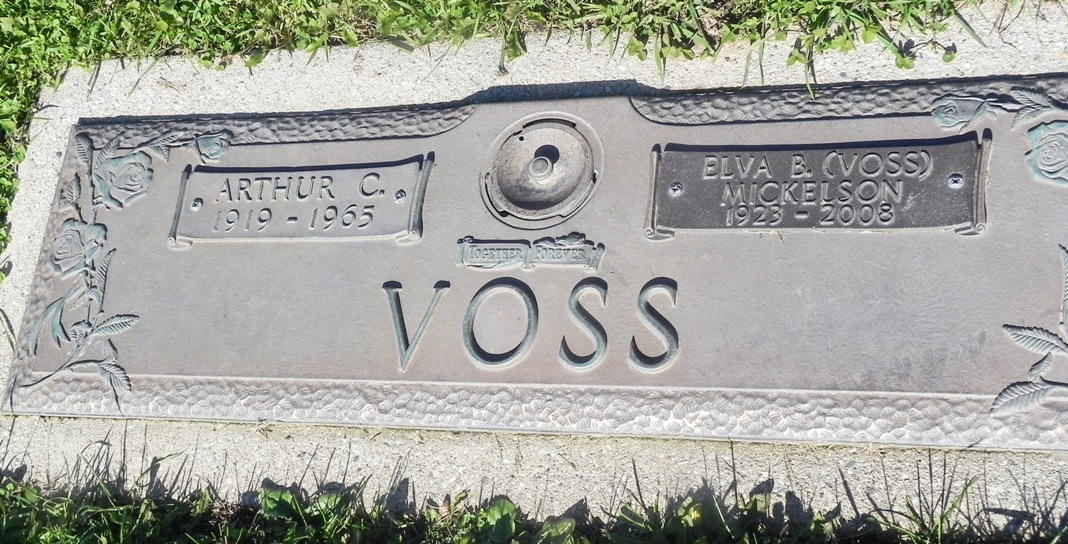 ARTHUR C.
1919 - 1965
ELVA B. (VOSS)
MICKELSON
1923 - 2008
TOGETHER FOREVER
VOSS